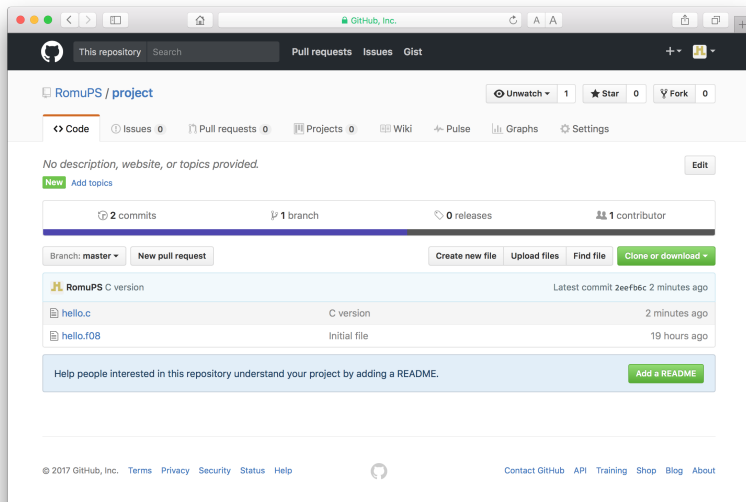 GitHub, Inc.
A A
This repository Search Pull requests Issues Gist
RomuPS / project
Unwatch 1 Star 0 Fork 0
<> Code Issues 0 Pull requests 0 Projects 0 Wiki Pulse Graphs Settings
No description, website, or topics provided.
Edit
New Add topics
2 commits 1 branch 0 releases 1 contributor
Branch: master New pull request Create new file Upload files Find file Clone or download
RomuPS C version Latest commit 2eefb6c 2 minutes ago
hello.c C version 2 minutes ago
hello.f08 Initial file 19 hours ago
Help people interested in this repository understand your project by adding a README. Add a README
© 2017 GitHub, Inc. Terms Privacy Security Status Help Contact GitHub API Training Shop Blog About